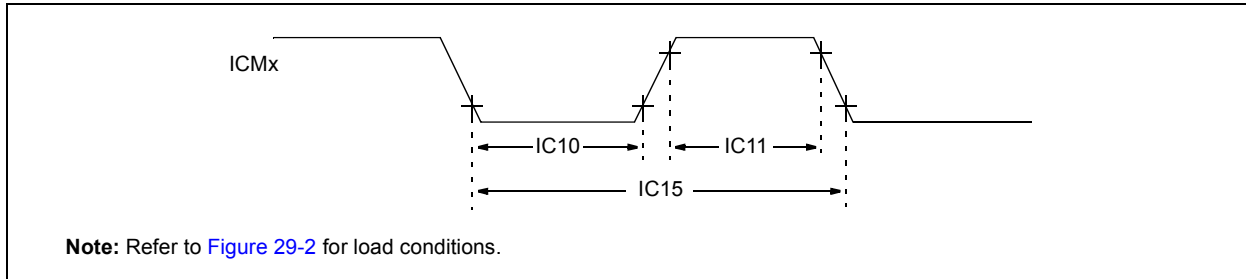 ICMx
IC10
IC11
IC15
Note: Refer to Figure 29-2 for load conditions.